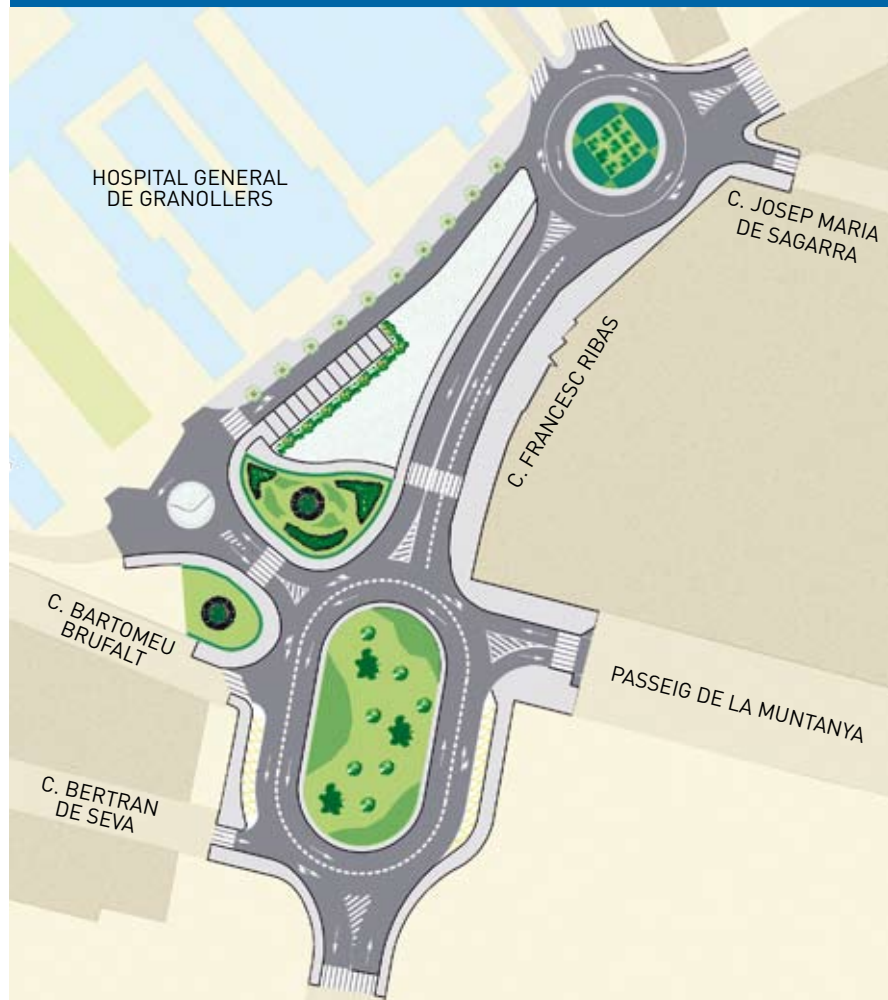 HOSPITAL GENERAL
DE GRANOLLERS
C. JOSEP MARIA
DE SAGARRA
C. FRANCESC RIBAS
C. BARTOMEU
BRUFALT
PASSEIG DE LA MUNTANYA
C. BERTRAN
DE SEVA